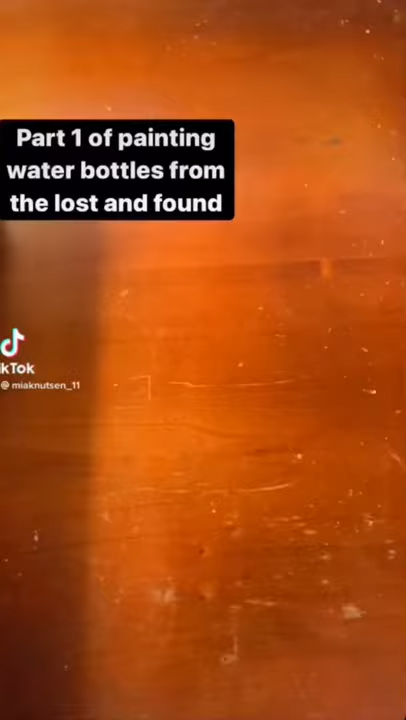 Part 1 of painting
water bottles from
the lost and found
kTok
@ miaknutsen_11